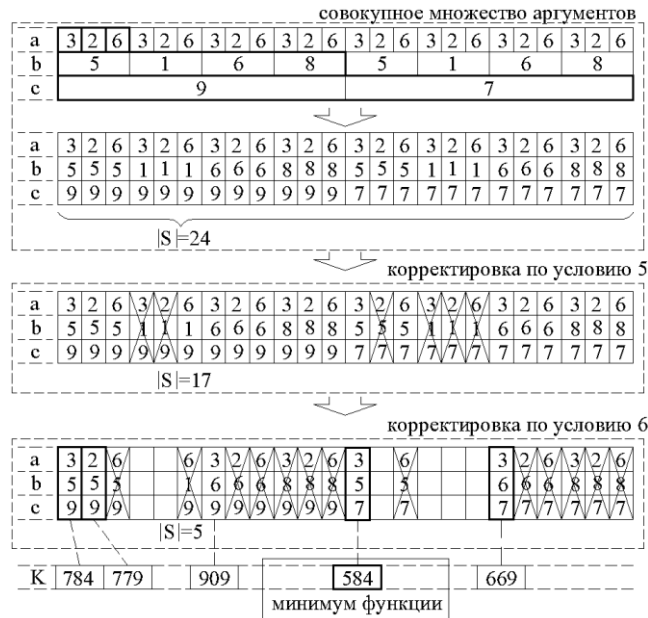 совокупное множество аргументов
a 3 2 6 3 2 6 3 2 6 3 2 6 3 2 6 3 2 6 3 2 6 3 2 6
b 5 1 6 8 5 1 6 8
c 9 7
a 3 2 6 3 2 6 3 2 6 3 2 6 3 2 6 3 2 6 3 2 6 3 2 6
b 5 5 5 1 1 1 6 6 6 8 8 8 5 5 5 1 1 1 6 6 6 8 8 8
c 9 9 9 9 9 9 9 9 9 9 9 9 7 7 7 7 7 7 7 7 7 7 7 7
|S|=24
корректировка по условию 5
a 3 2 6 3 2 6 3 2 6 3 2 6 3 2 6 3 2 6 3 2 6 3 2 6
b 5 5 5 1 1 1 6 6 6 8 8 8 5 5 5 1 1 1 6 6 6 8 8 8
c 9 9 9 9 9 9 9 9 9 9 9 9 7 7 7 7 7 7 7 7 7 7 7 7
|S|=17
корректировка по условию 6
a 3 2 6 6 3 2 6 3 2 6 3 6 3 2 6 3 2 6
b 5 5 5 1 6 6 6 8 8 8 5 5 6 6 6 8 8 8
c 9 9 9 9 9 9 9 9 9 9 7 7 7 7 7 7 7 7
|S|=5
K 784 779 909 584 669
минимум функции